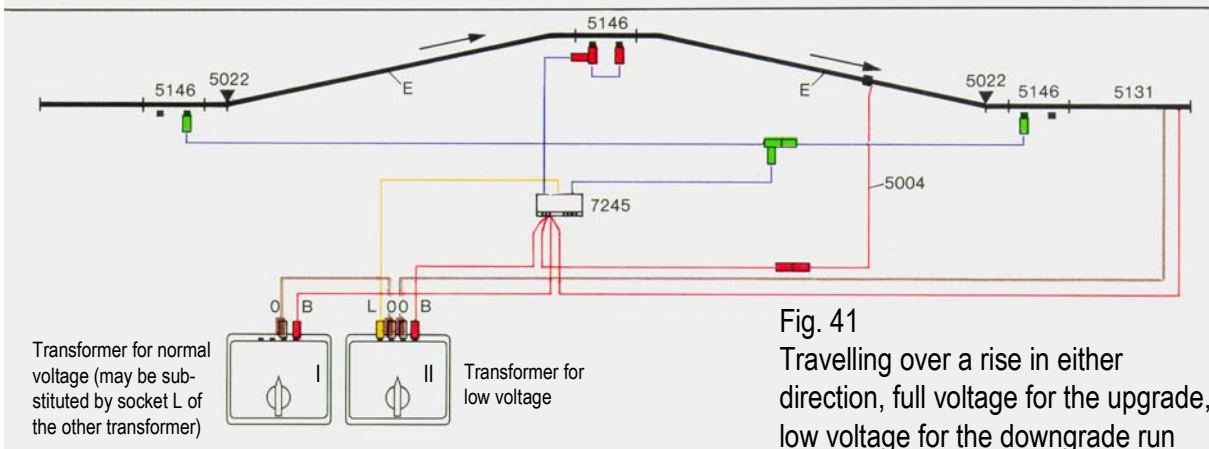 5146
5146
5022
E
E
5022
5146
5131
5004
7245
0 B
L 0 0 B
I
II
Transformer for normal
voltage (may be sub-
stituted by socket L of
the other transformer)
Transformer for
low voltage
Fig. 41
Travelling over a rise in either
direction, full voltage for the upgrade,
low voltage for the downgrade run